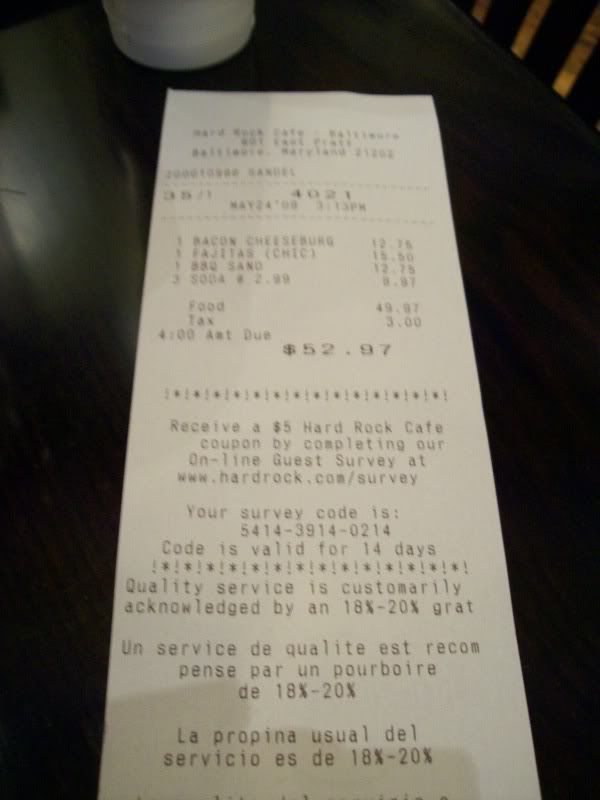 Hard Rock Cafe - Baltimore
601 East Pratt
Baltimore, Maryland 21202
SANDEL
35/1 4021
MAY24'08 3:13PM
1 BACON CHEESEBURG 12.75
1 FAJITAS (CHIC) 15.50
1 BBQ SAND 12.75
3 SODA @ 2.99 8.97
Food 49.97
Tax 3.00
4:00 Amt Due
$52.97
!*!*!*!*!*!*!*!*!*!*!*!*!*!*!
Receive a $5 Hard Rock Cafe
coupon by completing our
On-line Guest Survey at
www.hardrock.com/survey
Your survey code is:
5414-3914-0214
Code is valid for 14 days
!*!*!*!*!*!*!*!*!*!*!*!*!*!*!
Quality service is customarily
acknowledged by an 18%-20% grat
Un service de qualite est recom
pense par un pourboire
de 18%-20%
La propina usual del
servicio es de 18%-20%